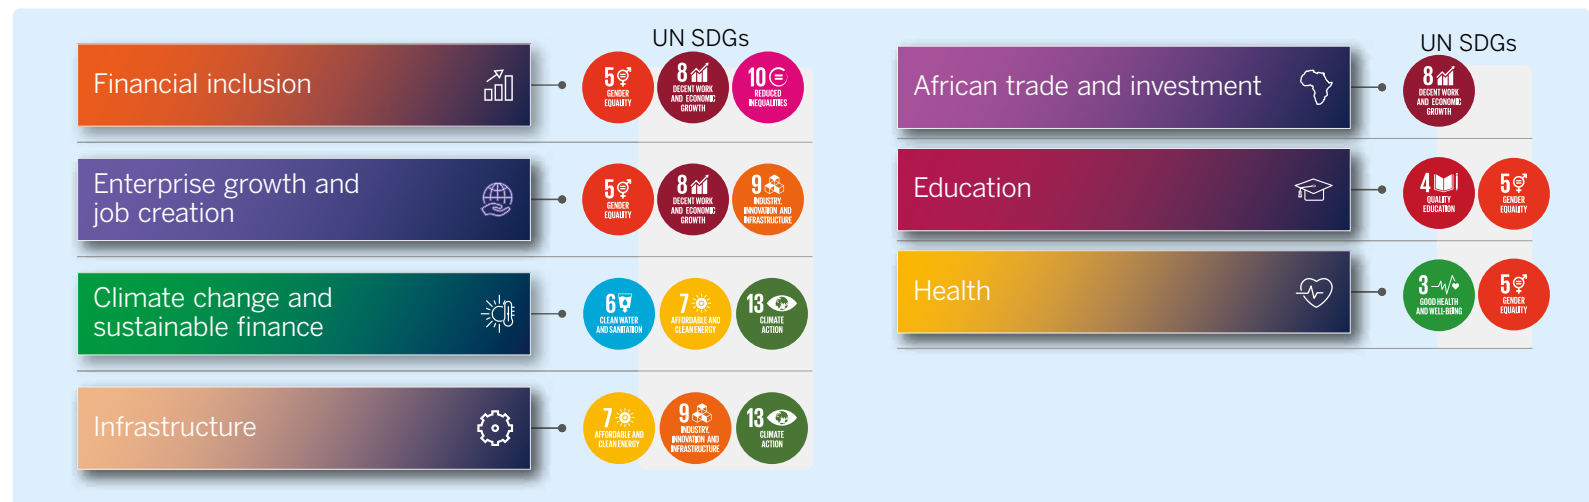 UN SDGs
Financial inclusion
5
GENDER
EQUALITY
8
DECENT WORK
AND ECONOMIC
GROWTH
10
REDUCED
INEQUALITIES
Enterprise growth and
job creation
5
GENDER
EQUALITY
8
DECENT WORK
AND ECONOMIC
GROWTH
9
INDUSTRY,
INNOVATION AND
INFRASTRUCTURE
Climate change and
sustainable finance
6
CLEAN WATER
AND SANITATION
7
AFFORDABLE AND
CLEAN ENERGY
13
CLIMATE
ACTION
Infrastructure
7
AFFORDABLE AND
CLEAN ENERGY
9
INDUSTRY,
INNOVATION AND
INFRASTRUCTURE
13
CLIMATE
ACTION
UN SDGs
African trade and investment
8
DECENT WORK
AND ECONOMIC
GROWTH
Education
4
QUALITY
EDUCATION
5
GENDER
EQUALITY
Health
3
GOOD HEALTH
AND WELL-BEING
5
GENDER
EQUALITY